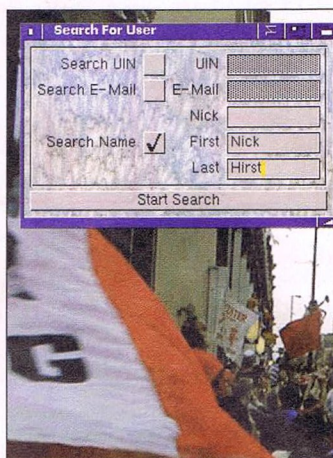 Search For User
Search UIN UIN
Search E-Mail E-Mail
Nick
Search Name First Nick
Last Hirst
Start Search
G